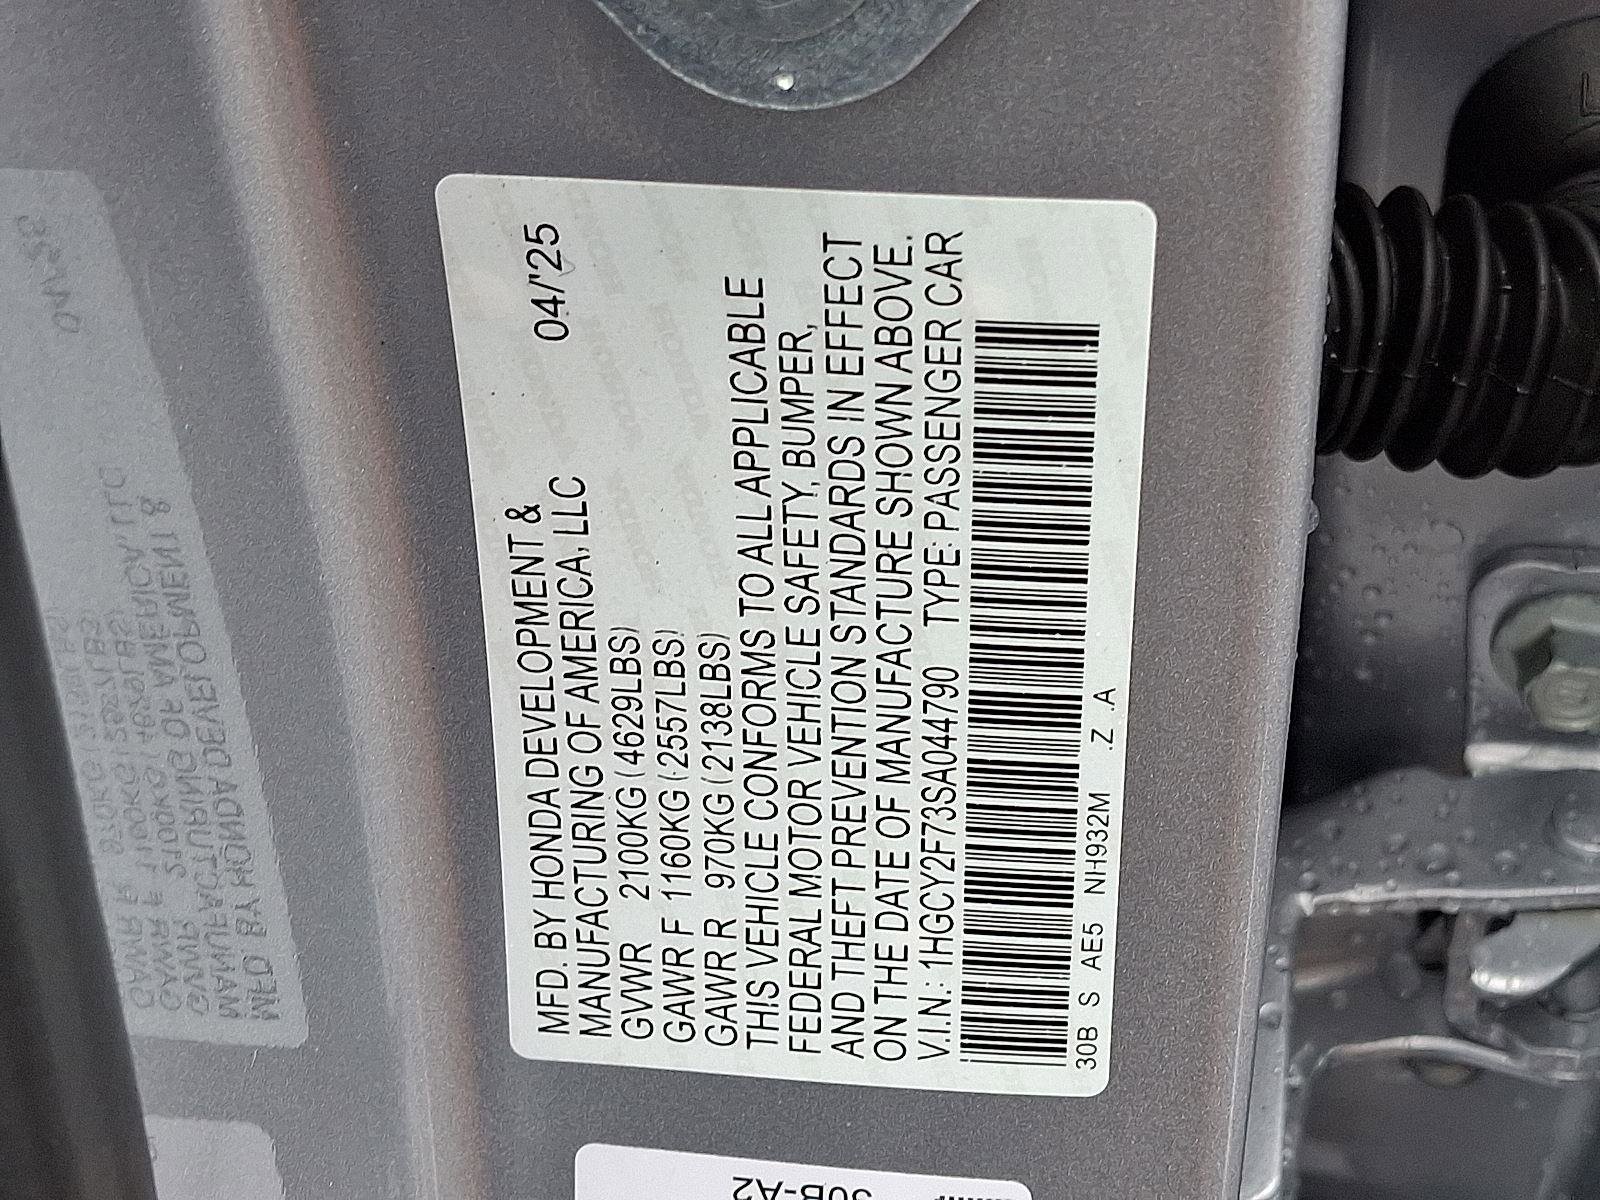 MFD. BY HONDA DEVELOPMENT & 04/'25
MANUFACTURING OF AMERICA, LLC
GVWR 2100KG (4629LBS)
GAWR F 1160KG (2557LBS)
GAWR R 970KG (2138LBS)
THIS VEHICLE CONFORMS TO ALL APPLICABLE
FEDERAL MOTOR VEHICLE SAFETY, BUMPER,
AND THEFT PREVENTION STANDARDS IN EFFECT
ON THE DATE OF MANUFACTURE SHOWN ABOVE.
V.I.N.: 1HGCY2F73SA044790 TYPE: PASSENGER CAR
30B S AE5 NH932M .Z .A
30B-A2